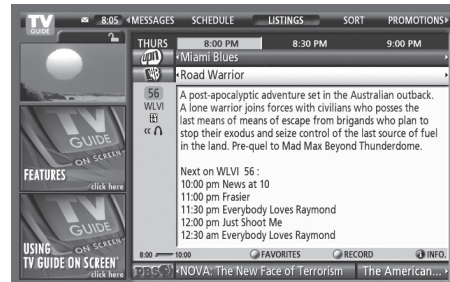 TV
GUIDE
8:05 MESSAGES SCHEDULE LISTINGS SORT PROMOTIONS
THURS 8:00 PM 8:30 PM 9:00 PM
upn Miami Blues
WB Road Warrior
56
WLVI
A post-apocalyptic adventure set in the Australian outback.
A lone warrior joins forces with civilians who posses the
last means of means of escape from brigands who plan to
stop their exodus and seize control of the last source of fuel
in the land. Pre-quel to Mad Max Beyond Thunderdome.
Next on WLVI 56 :
10:00 pm News at 10
11:00 pm Frasier
11:30 pm Everybody Loves Raymond
12:00 pm Just Shoot Me
12:30 am Everybody Loves Raymond
TV
GUIDE
ON SCREEN
FEATURES
click here
TV
GUIDE
ON SCREEN
USING
TV GUIDE ON SCREEN
click here
8:00 10:00 FAVORITES RECORD INFO.
PBS NOVA: The New Face of Terrorism The American...